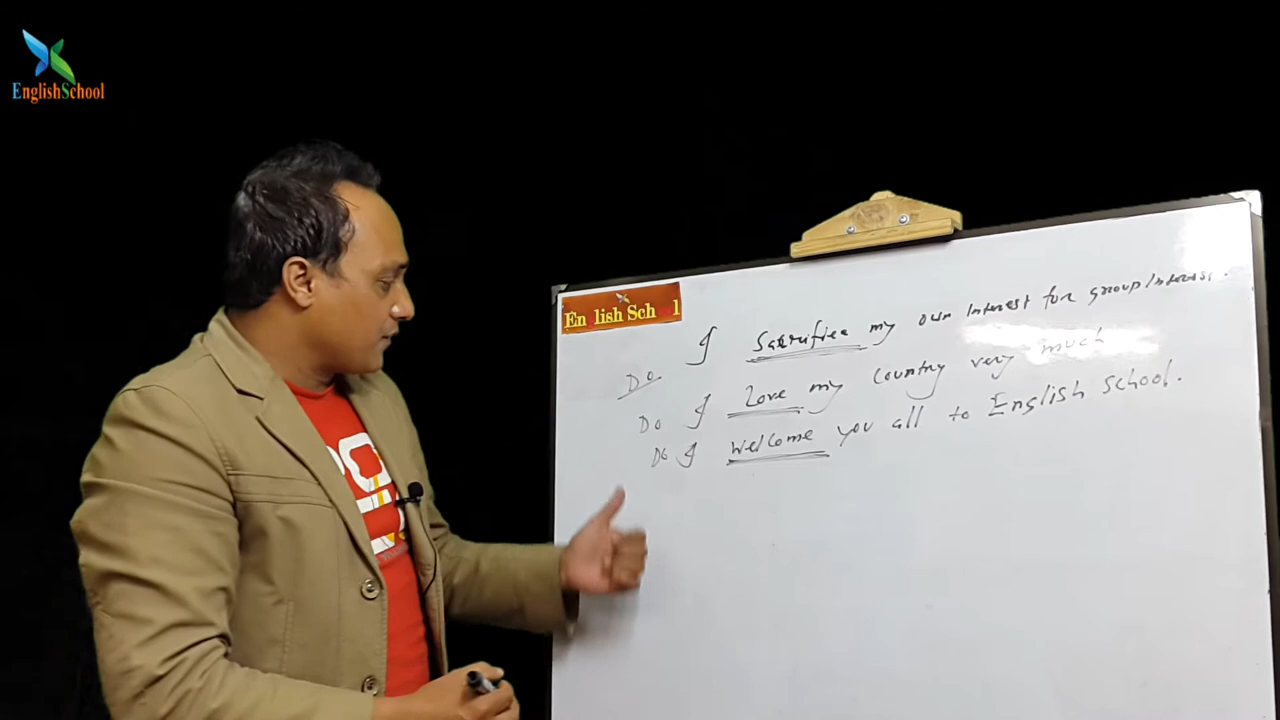 EnglishSchool
En lish Sch l
I Sacrifice my own interest for group interest.
Do
Do I love my country very much
Do I Welcome you all to English School.